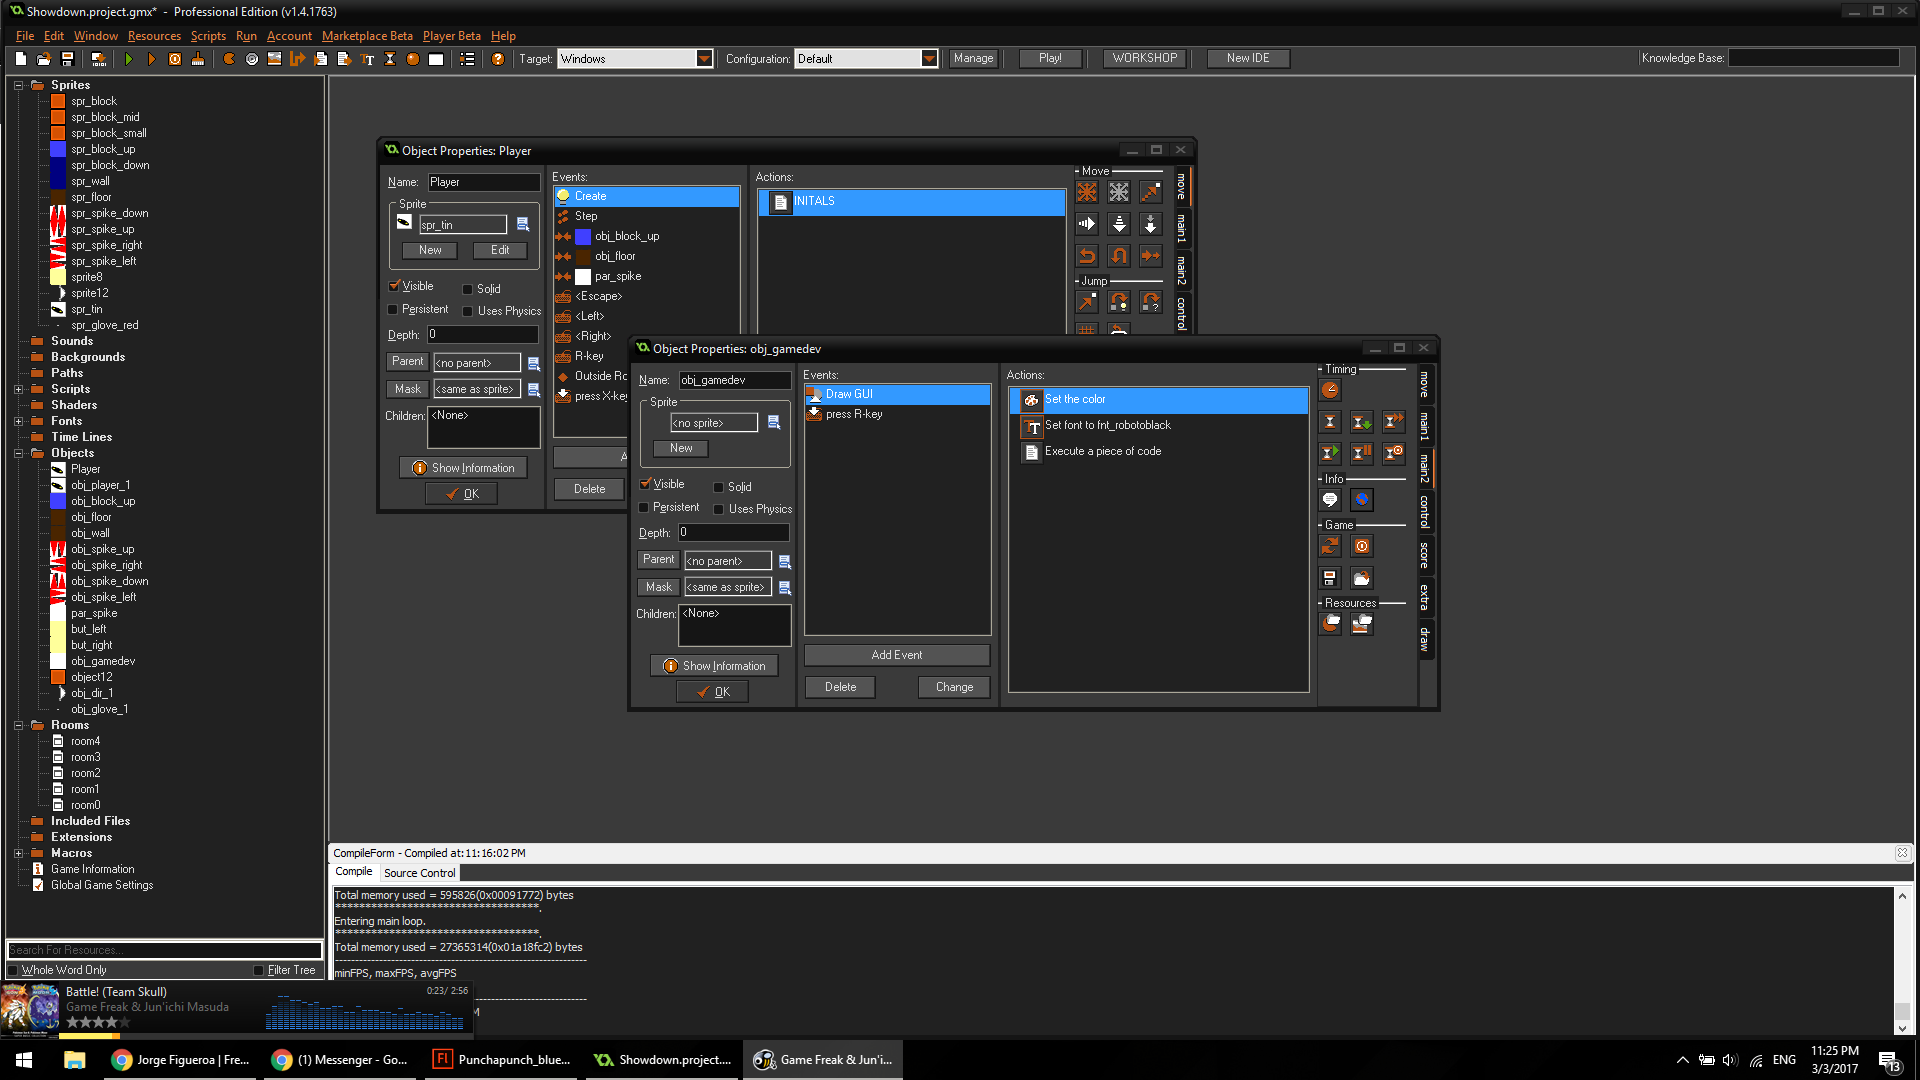 Showdown.project.gmx* - Professional Edition (v1.4.1763)
File Edit Window Resources Scripts Run Account Marketplace Beta Player Beta Help
Target: Windows Configuration: Default Manage Play! WORKSHOP New IDE Knowledge Base:
Sprites
spr_block
spr_block_mid
spr_block_small
spr_block_up
spr_block_down
spr_wall
spr_floor
spr_spike_down
spr_spike_up
spr_spike_right
spr_spike_left
sprite8
sprite12
spr_tin
spr_glove_red
Sounds
Backgrounds
Paths
Scripts
Shaders
Fonts
Time Lines
Objects
Player
obj_player_1
obj_block_up
obj_floor
obj_wall
obj_spike_up
obj_spike_right
obj_spike_down
obj_spike_left
par_spike
but_left
but_right
obj_gamedev
object12
obj_dir_1
obj_glove_1
Rooms
room4
room3
room2
room1
room0
Included Files
Extensions
Macros
Game Information
Global Game Settings
Search For Resources...
Whole Word Only Filter Tree
Object Properties: Player
Name: Player
Sprite
spr_tin
New Edit
Visible Solid
Persistent Uses Physics
Depth: 0
Parent <no parent>
Mask <same as sprite>
Children: <None>
Show Information
OK
Events:
Create
Step
obj_block_up
obj_floor
par_spike
<Escape>
<Left>
<Right>
R-key
Outside Ro
press X-key
A
Delete
Actions:
INITALS
Move
Jump
move
main1
main2
control
Object Properties: obj_gamedev
Name: obj_gamedev
Sprite
<no sprite>
New
Visible Solid
Persistent Uses Physics
Depth: 0
Parent <no parent>
Mask <same as sprite>
Children: <None>
Show Information
OK
Events:
Draw GUI
press R-key
Add Event
Delete Change
Actions:
Set the color
Set font to fnt_robotoblack
Execute a piece of code
Timing
Info
Game
Resources
move
main1
main2
control
score
extra
draw
CompileForm - Compiled at:11:16:02 PM
Compile Source Control
Total memory used = 595826(0x00091772) bytes
**********************************.
Entering main loop.
**********************************.
Total memory used = 27365314(0x01a18fc2) bytes
minFPS, maxFPS, avgFPS
M
Battle! (Team Skull) 0:23/ 2:56
Game Freak & Jun'ichi Masuda
Jorge Figueroa | Fre...
(1) Messenger - Go...
Punchapunch_blue...
Showdown.project....
Game Freak & Jun'i...
ENG
11:25 PM
3/3/2017
13